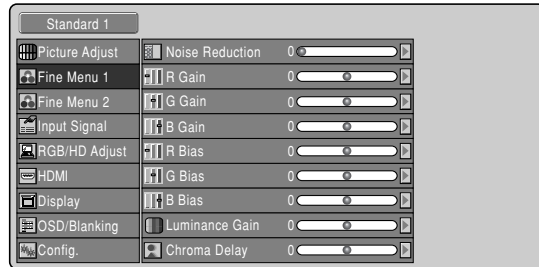 Standard 1
Picture Adjust
Noise Reduction 0
Fine Menu 1
R Gain 0
Fine Menu 2
G Gain 0
Input Signal
B Gain 0
RGB/HD Adjust
R Bias 0
HDMI
G Bias 0
Display
B Bias 0
OSD/Blanking
Luminance Gain 0
Config.
Chroma Delay 0